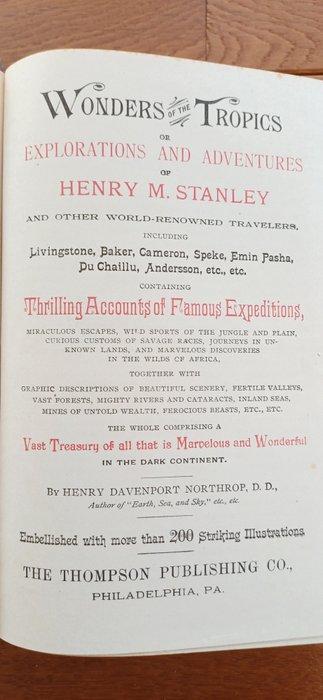 WONDERS OF THE TROPICS
OR
EXPLORATIONS AND ADVENTURES
OF
HENRY M. STANLEY
AND OTHER WORLD-RENOWNED TRAVELERS,
INCLUDING
Livingstone, Baker, Cameron, Speke, Emin Pasha,
Du Chaillu, Andersson, etc., etc.
CONTAINING
Thrilling Accounts of Famous Expeditions,
MIRACULOUS ESCAPES, WILD SPORTS OF THE JUNGLE AND PLAIN,
CURIOUS CUSTOMS OF SAVAGE RACES, JOURNEYS IN UN-
KNOWN LANDS, AND MARVELOUS DISCOVERIES
IN THE WILDS OF AFRICA,
TOGETHER WITH
GRAPHIC DESCRIPTIONS OF BEAUTIFUL SCENERY, FERTILE VALLEYS,
VAST FORESTS, MIGHTY RIVERS AND CATARACTS, INLAND SEAS,
MINES OF UNTOLD WEALTH, FEROCIOUS BEASTS, ETC., ETC.
THE WHOLE COMPRISING A
Vast Treasury of all that is Marvelous and Wonderful
IN THE DARK CONTINENT.
BY HENRY DAVENPORT NORTHROP, D. D.,
Author of "Earth, Sea, and Sky," etc., etc.
Embellished with more than 200 Striking Illustrations
THE THOMPSON PUBLISHING CO.,
PHILADELPHIA, PA.